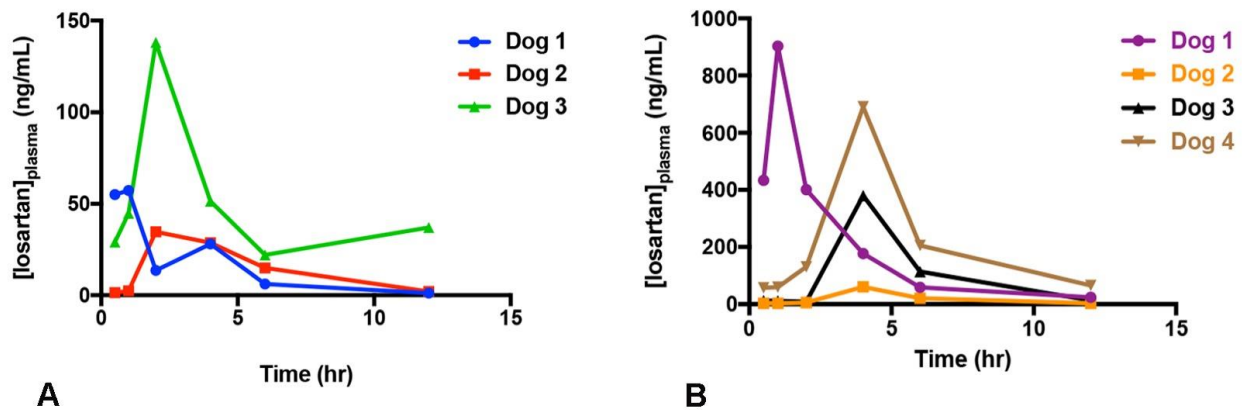 150
100
50
0
0
5
10
15
[losartan]plasma (ng/mL)
Time (hr)
Dog 1
Dog 2
Dog 3
A
1000
800
600
400
200
0
0
5
10
15
[losartan]plasma (ng/mL)
Time (hr)
Dog 1
Dog 2
Dog 3
Dog 4
B